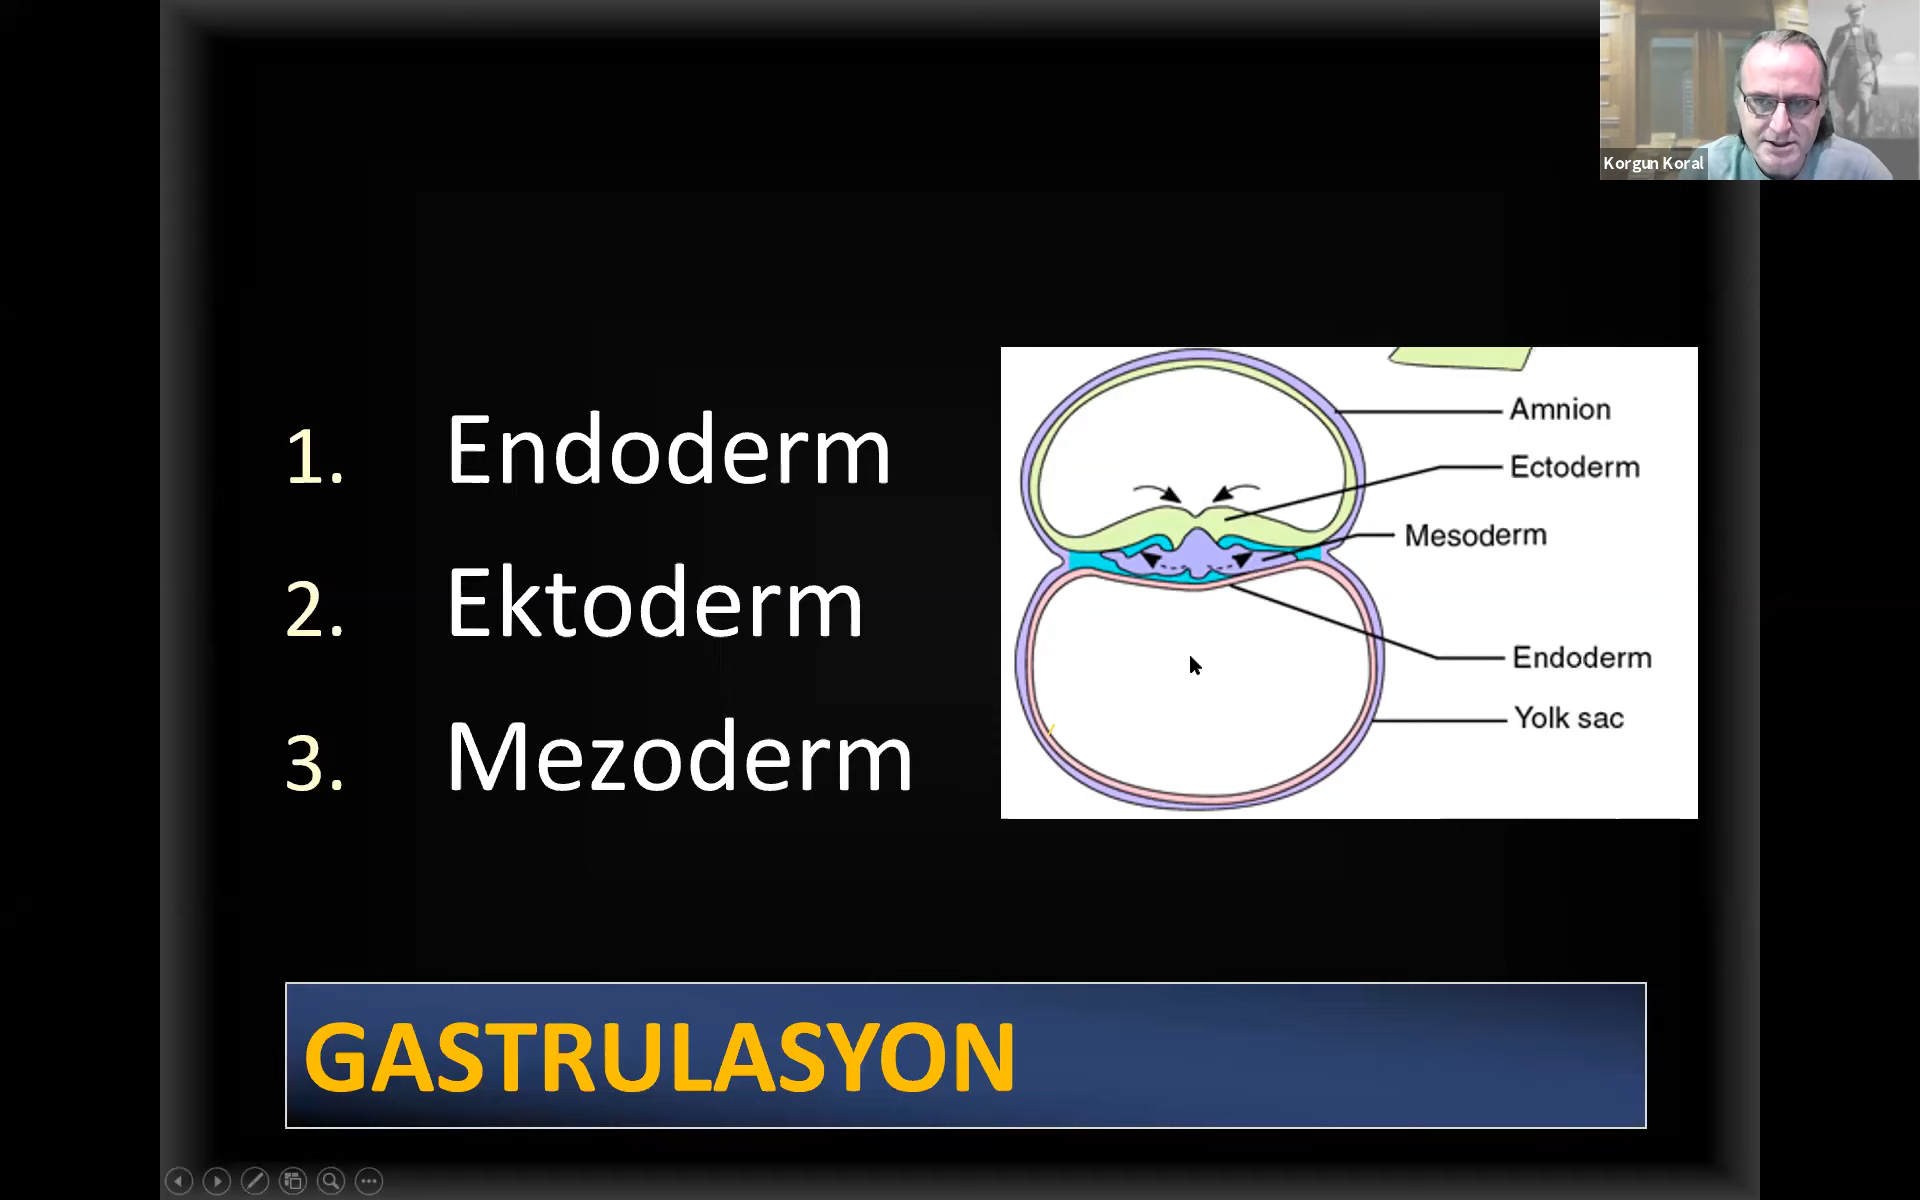 Korgun Koral
1. Endoderm
2. Ektoderm
3. Mezoderm
Amnion
Ectoderm
Mesoderm
Endoderm
Yolk sac
GASTRULASYON